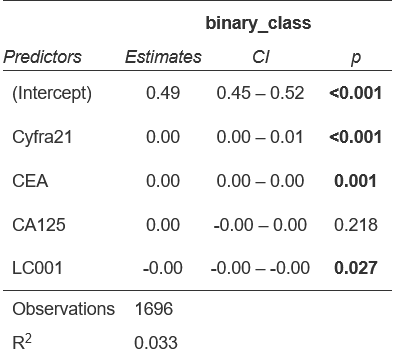 binary_class
Predictors Estimates CI p
(Intercept) 0.49 0.45 – 0.52 <0.001
Cyfra21 0.00 0.00 – 0.01 <0.001
CEA 0.00 0.00 – 0.00 0.001
CA125 0.00 -0.00 – 0.00 0.218
LC001 -0.00 -0.00 – -0.00 0.027
Observations 1696
R² 0.033